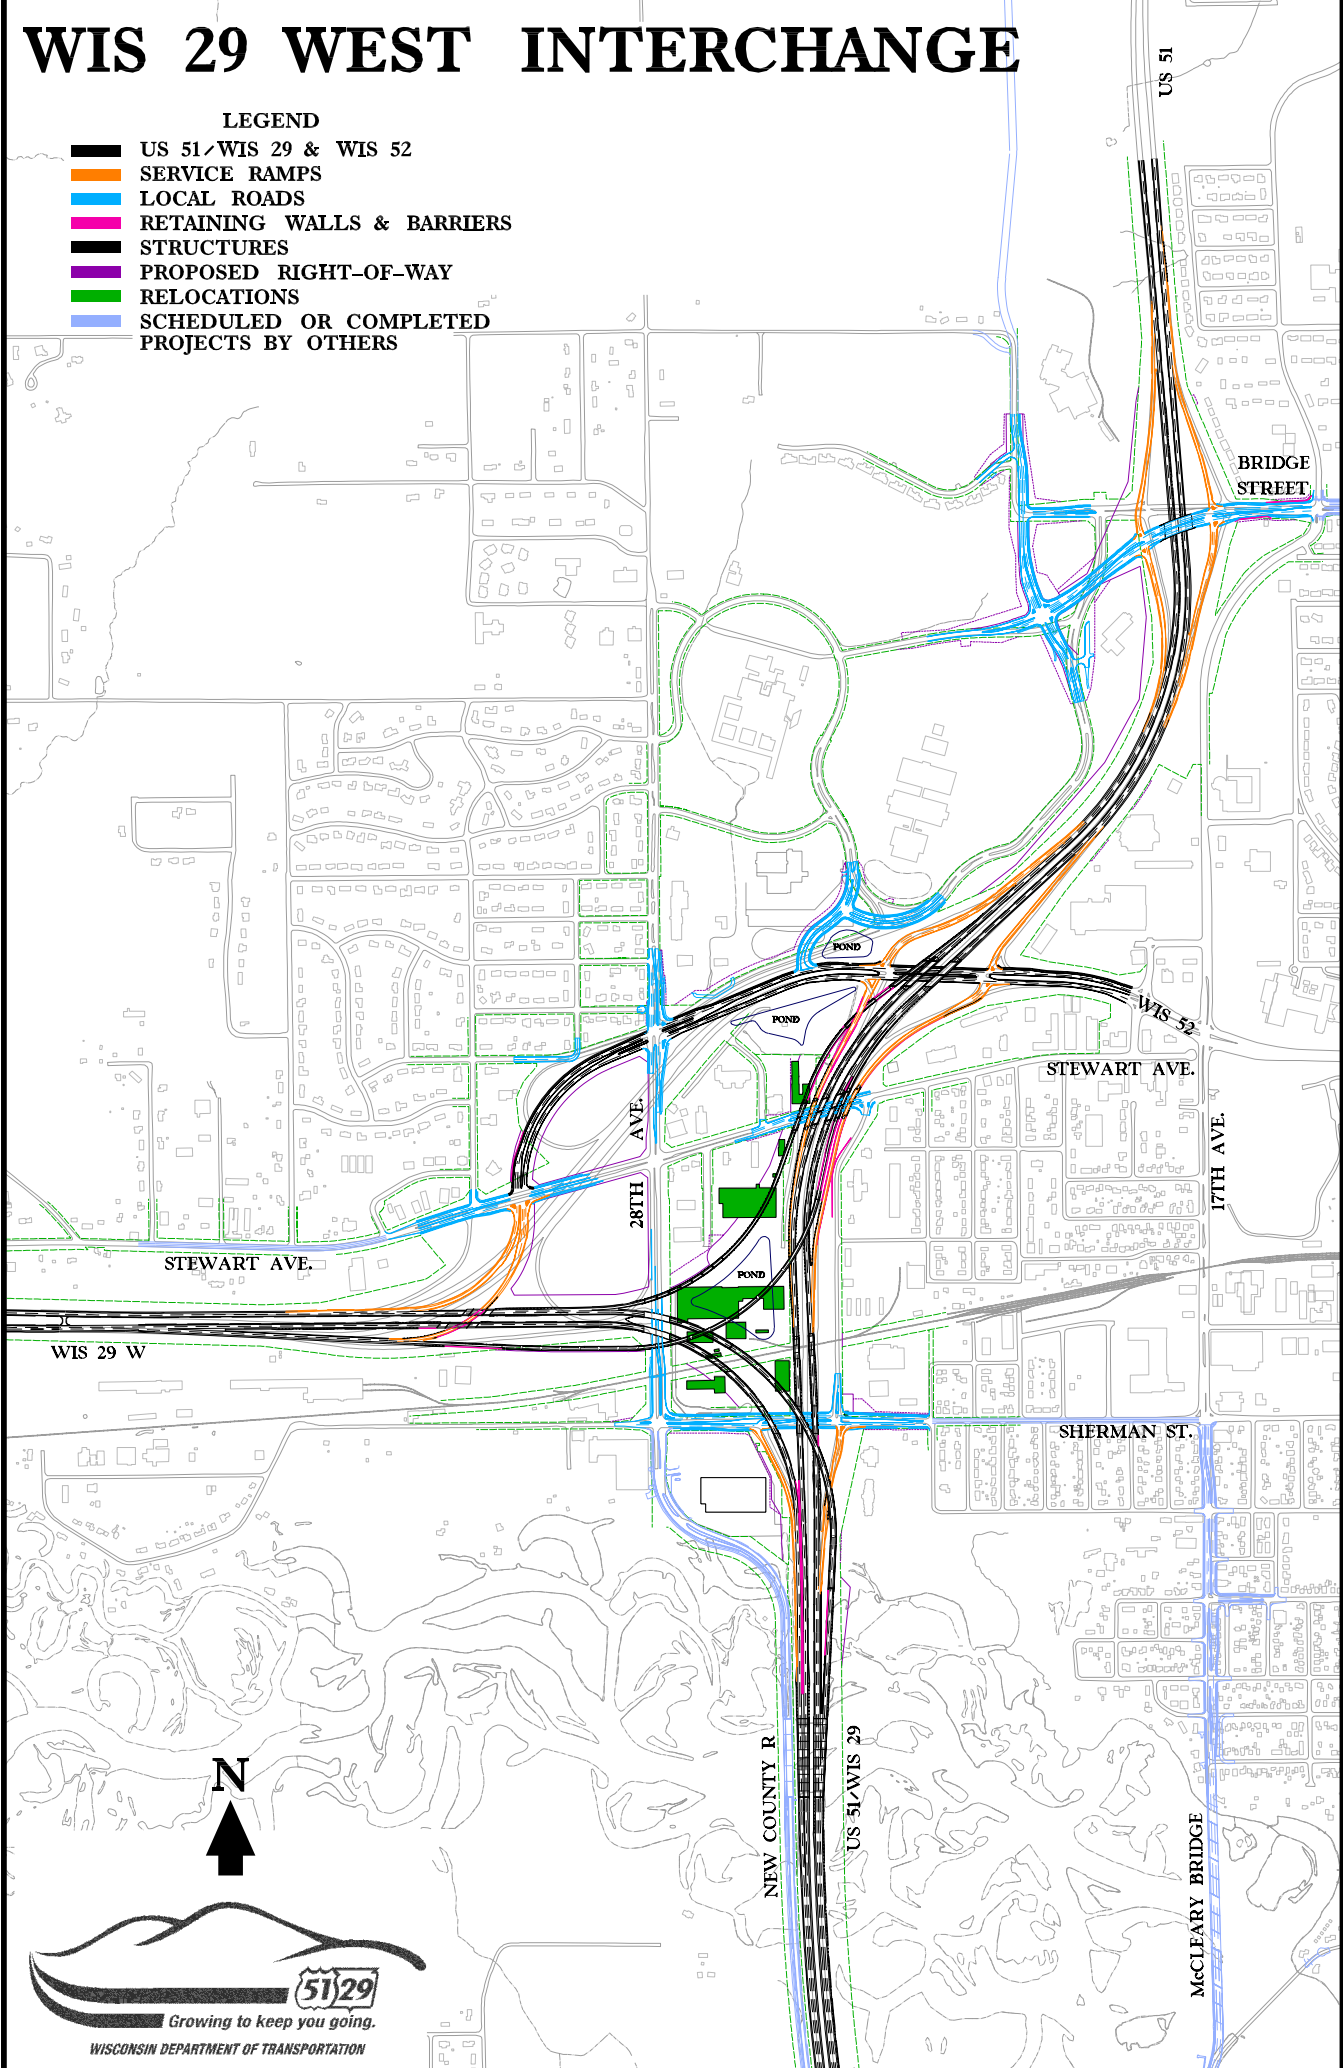 WIS 29 WEST INTERCHANGE
US 51
LEGEND
US 51/WIS 29 & WIS 52
SERVICE RAMPS
LOCAL ROADS
RETAINING WALLS & BARRIERS
STRUCTURES
PROPOSED RIGHT-OF-WAY
RELOCATIONS
SCHEDULED OR COMPLETED
PROJECTS BY OTHERS
BRIDGE
STREET
POND
POND
WIS 52
STEWART AVE.
28TH AVE.
17TH AVE.
STEWART AVE.
POND
WIS 29 W
SHERMAN ST.
NEW COUNTY R
US 51/WIS 29
McCLEARY BRIDGE
N
51 29
Growing to keep you going.
WISCONSIN DEPARTMENT OF TRANSPORTATION